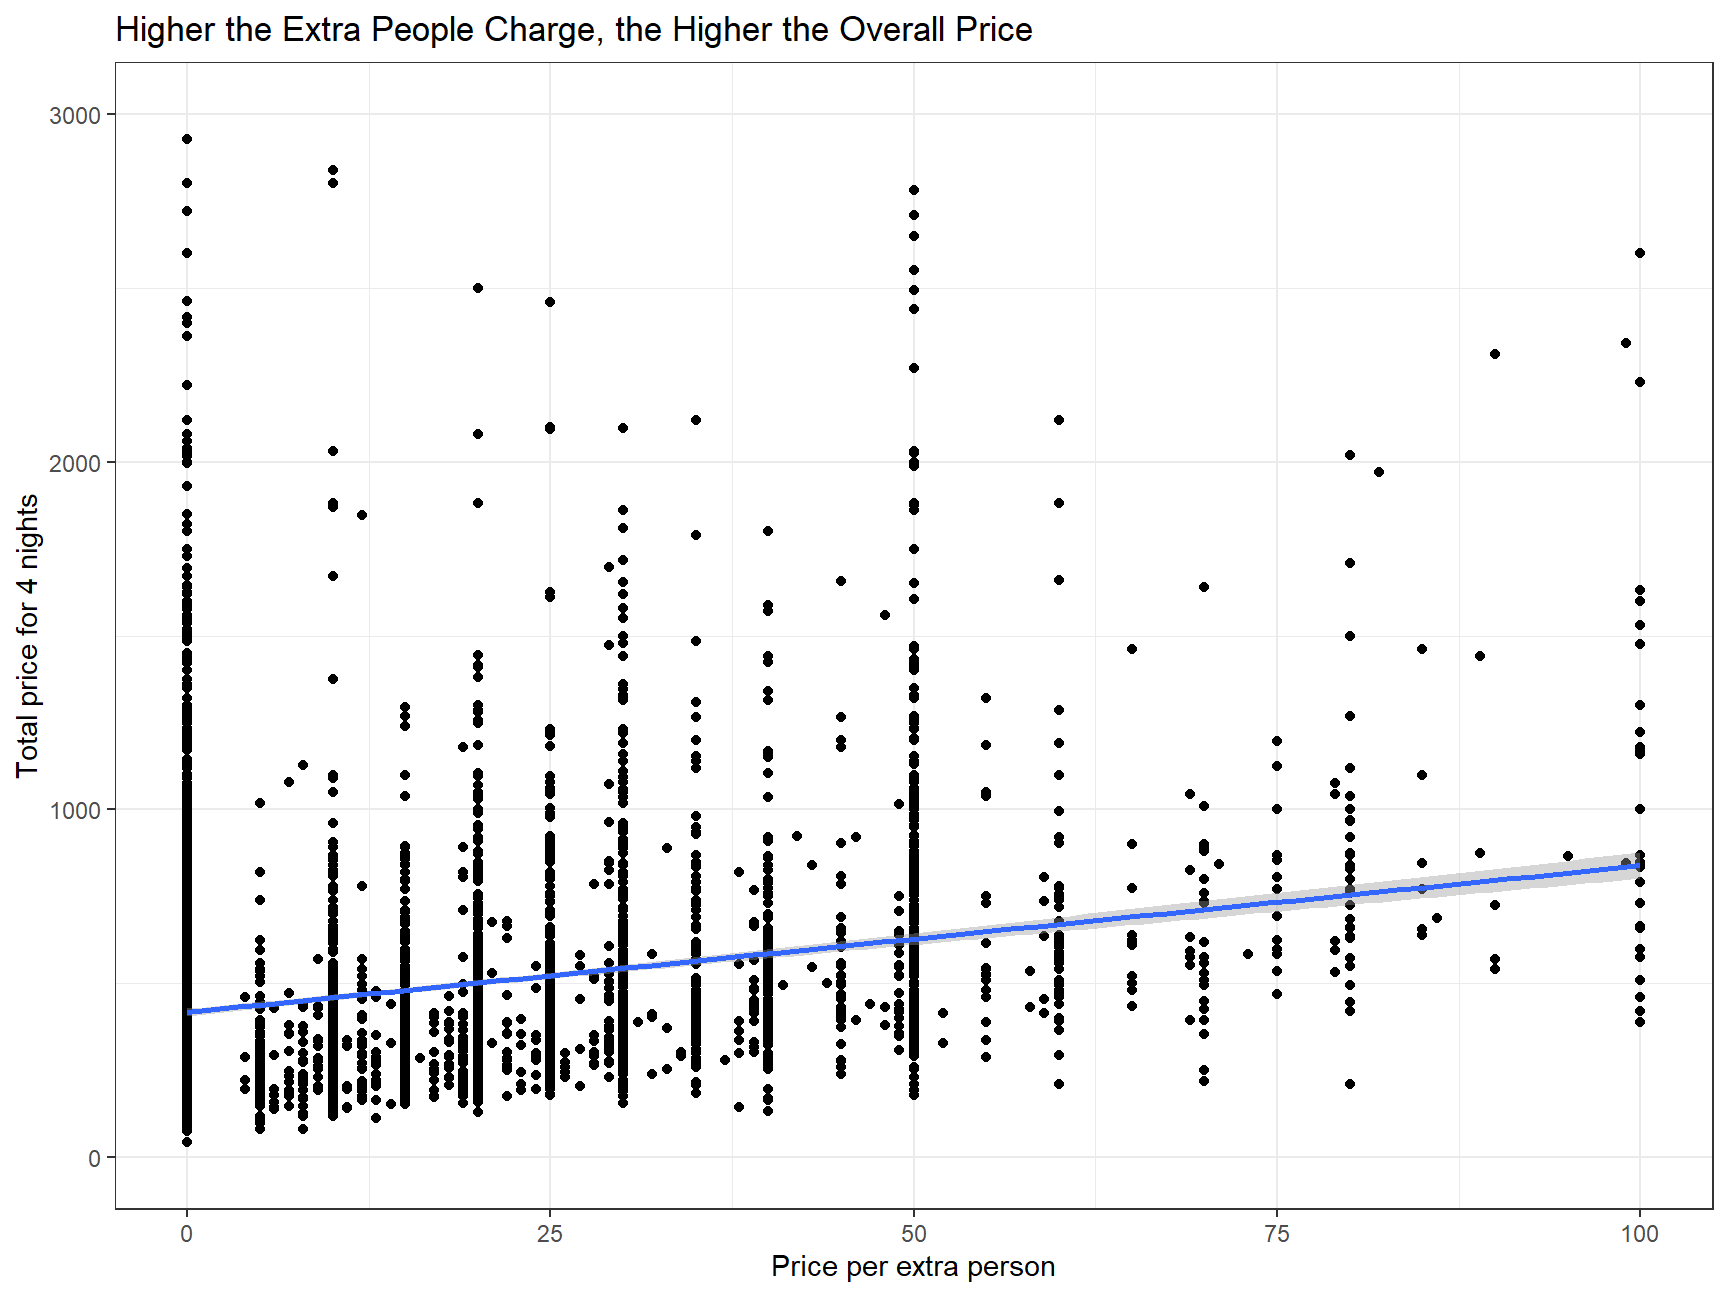 Higher the Extra People Charge, the Higher the Overall Price
3000
2000
1000
0
Total price for 4 nights
0 25 50 75 100
Price per extra person